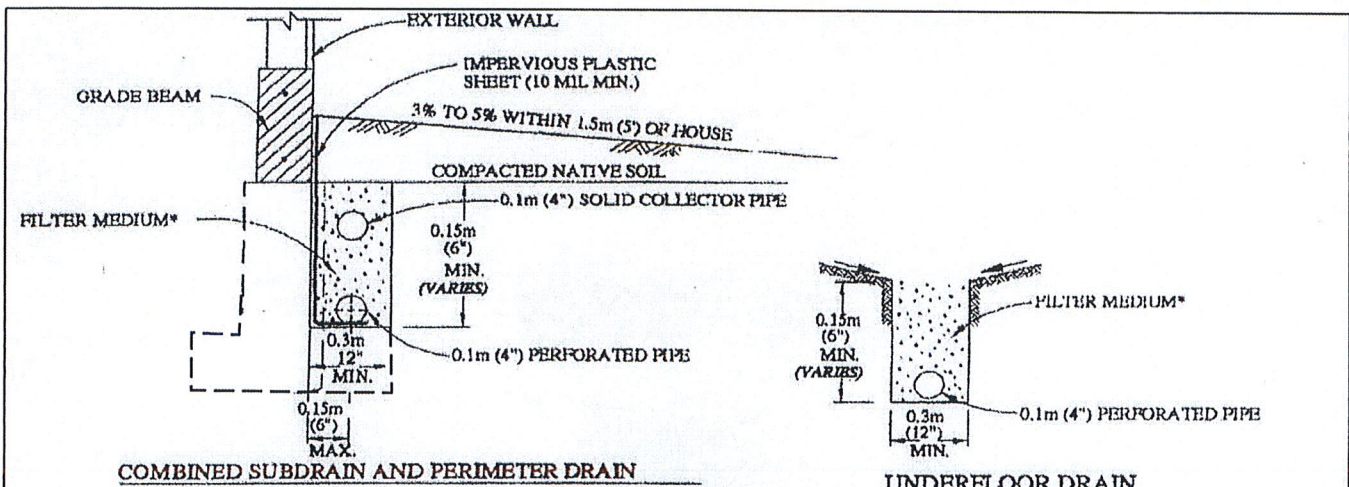 EXTERIOR WALL
IMPERVIOUS PLASTIC
SHEET (10 MIL MIN.)
GRADE BEAM
3% TO 5% WITHIN 1.5m (5') OF HOUSE
COMPACTED NATIVE SOIL
0.1m (4") SOLID COLLECTOR PIPE
FILTER MEDIUM*
0.15m
(6")
MIN.
(VARIES)
0.3m
12"
MIN.
0.1m (4") PERFORATED PIPE
0.15m
(6")
MAX.
COMBINED SUBDRAIN AND PERIMETER DRAIN
FILTER MEDIUM*
0.15m
(6")
MIN.
(VARIES)
0.1m (4") PERFORATED PIPE
0.3m
(12")
MIN.
UNDERFLOOR DRAIN